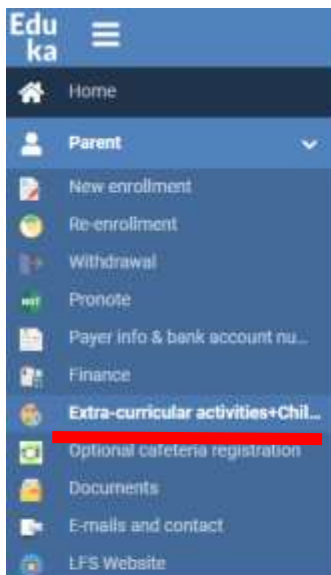 Edu
ka
Home
Parent
New enrollment
Re-enrollment
Withdrawal
Pronote
Payer info & bank account nu...
Finance
Extra-curricular activities+Chil...
Optional cafeteria registration
Documents
E-mails and contact
LFS Website